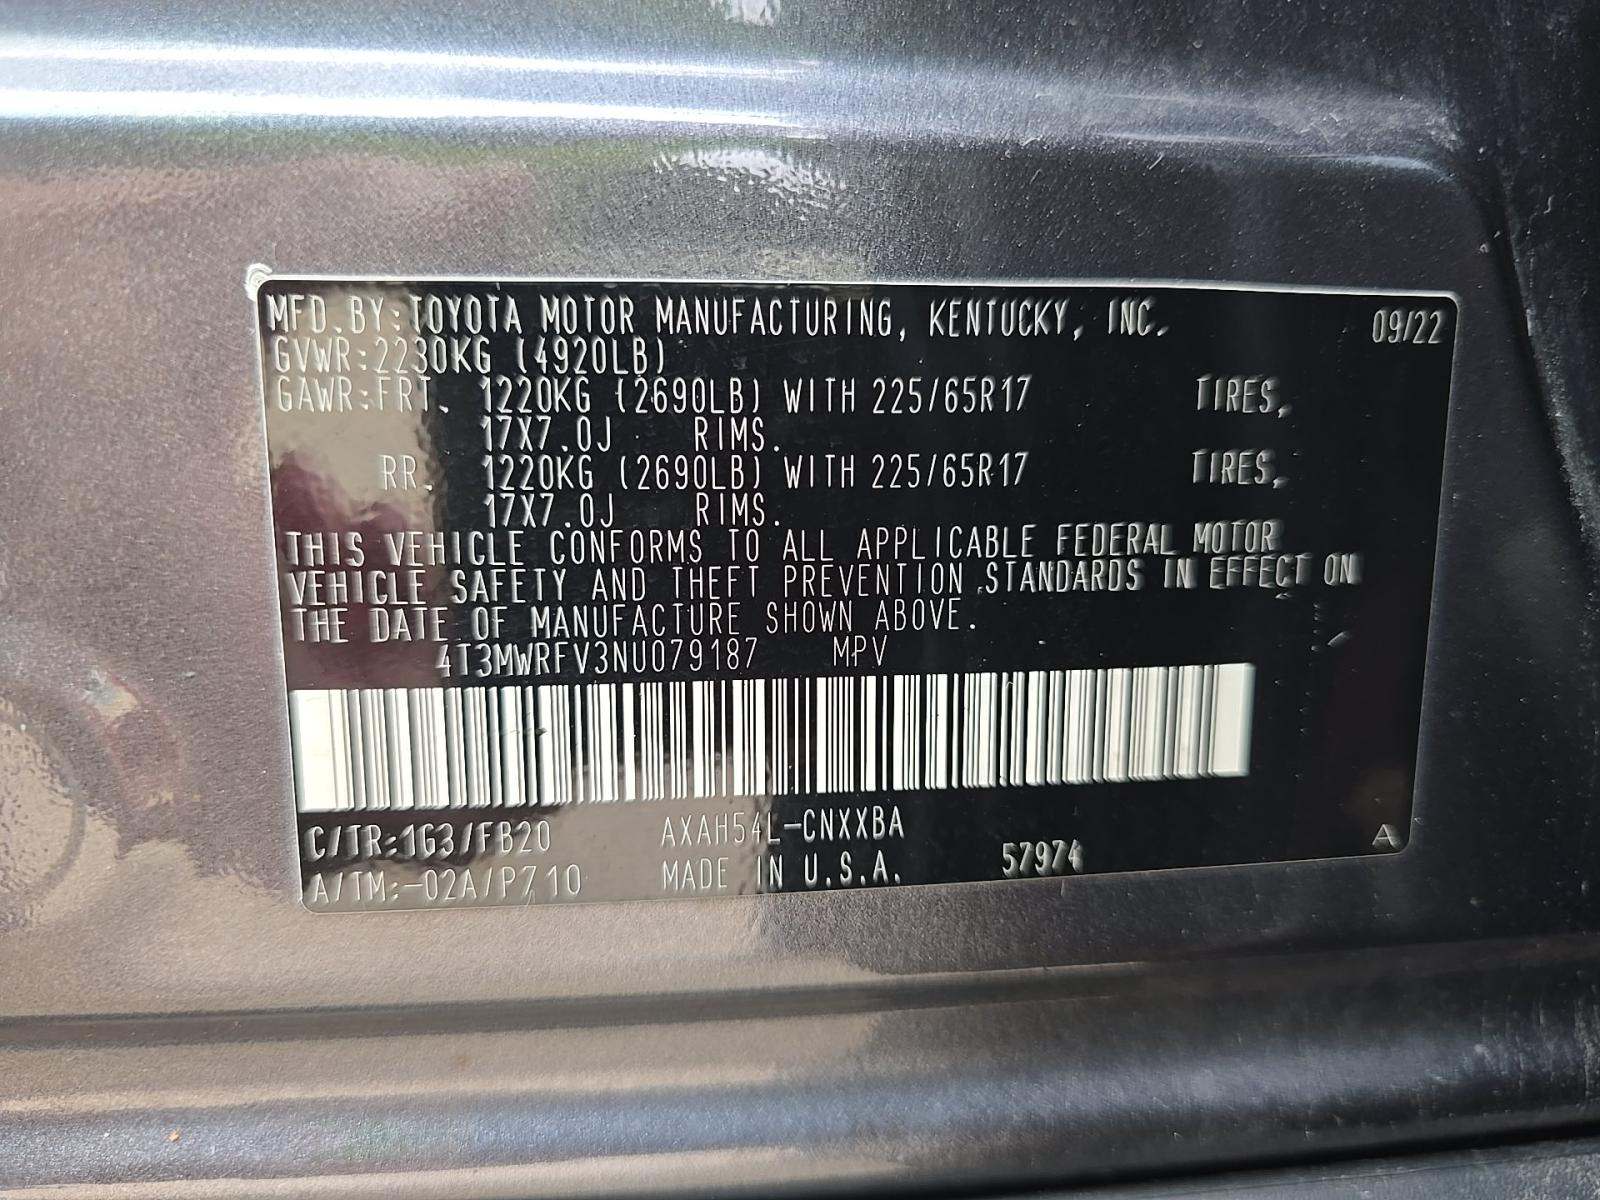 MFD.BY:TOYOTA MOTOR MANUFACTURING, KENTUCKY, INC. 09/22
GVWR:2230KG (4920LB)
GAWR:FRT. 1220KG (2690LB) WITH 225/65R17 TIRES,
17X7.0J RIMS.
RR. 1220KG (2690LB) WITH 225/65R17 TIRES,
17X7.0J RIMS.
THIS VEHICLE CONFORMS TO ALL APPLICABLE FEDERAL MOTOR
VEHICLE SAFETY AND THEFT PREVENTION STANDARDS IN EFFECT ON
THE DATE OF MANUFACTURE SHOWN ABOVE.
4T3MWRFV3NU079187 MPV
C/TR:1G3/FB20 AXAH54L-CNXXBA
A/TM:-02A/P710 MADE IN U.S.A. 57974 A